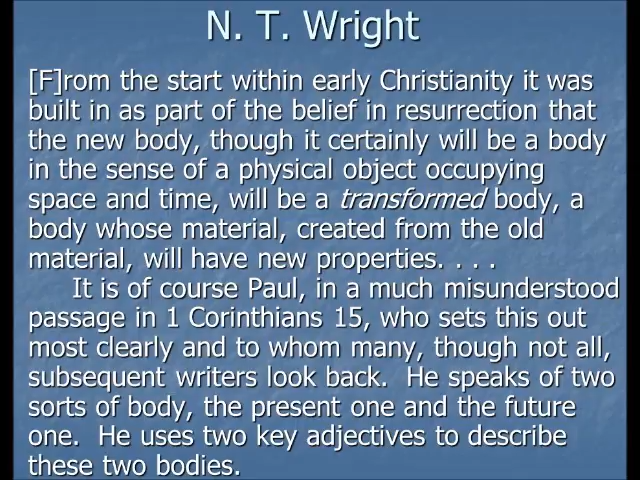 N. T. Wright
[F]rom the start within early Christianity it was
built in as part of the belief in resurrection that
the new body, though it certainly will be a body
in the sense of a physical object occupying
space and time, will be a transformed body, a
body whose material, created from the old
material, will have new properties. . . .
It is of course Paul, in a much misunderstood
passage in 1 Corinthians 15, who sets this out
most clearly and to whom many, though not all,
subsequent writers look back.  He speaks of two
sorts of body, the present one and the future
one.  He uses two key adjectives to describe
these two bodies.